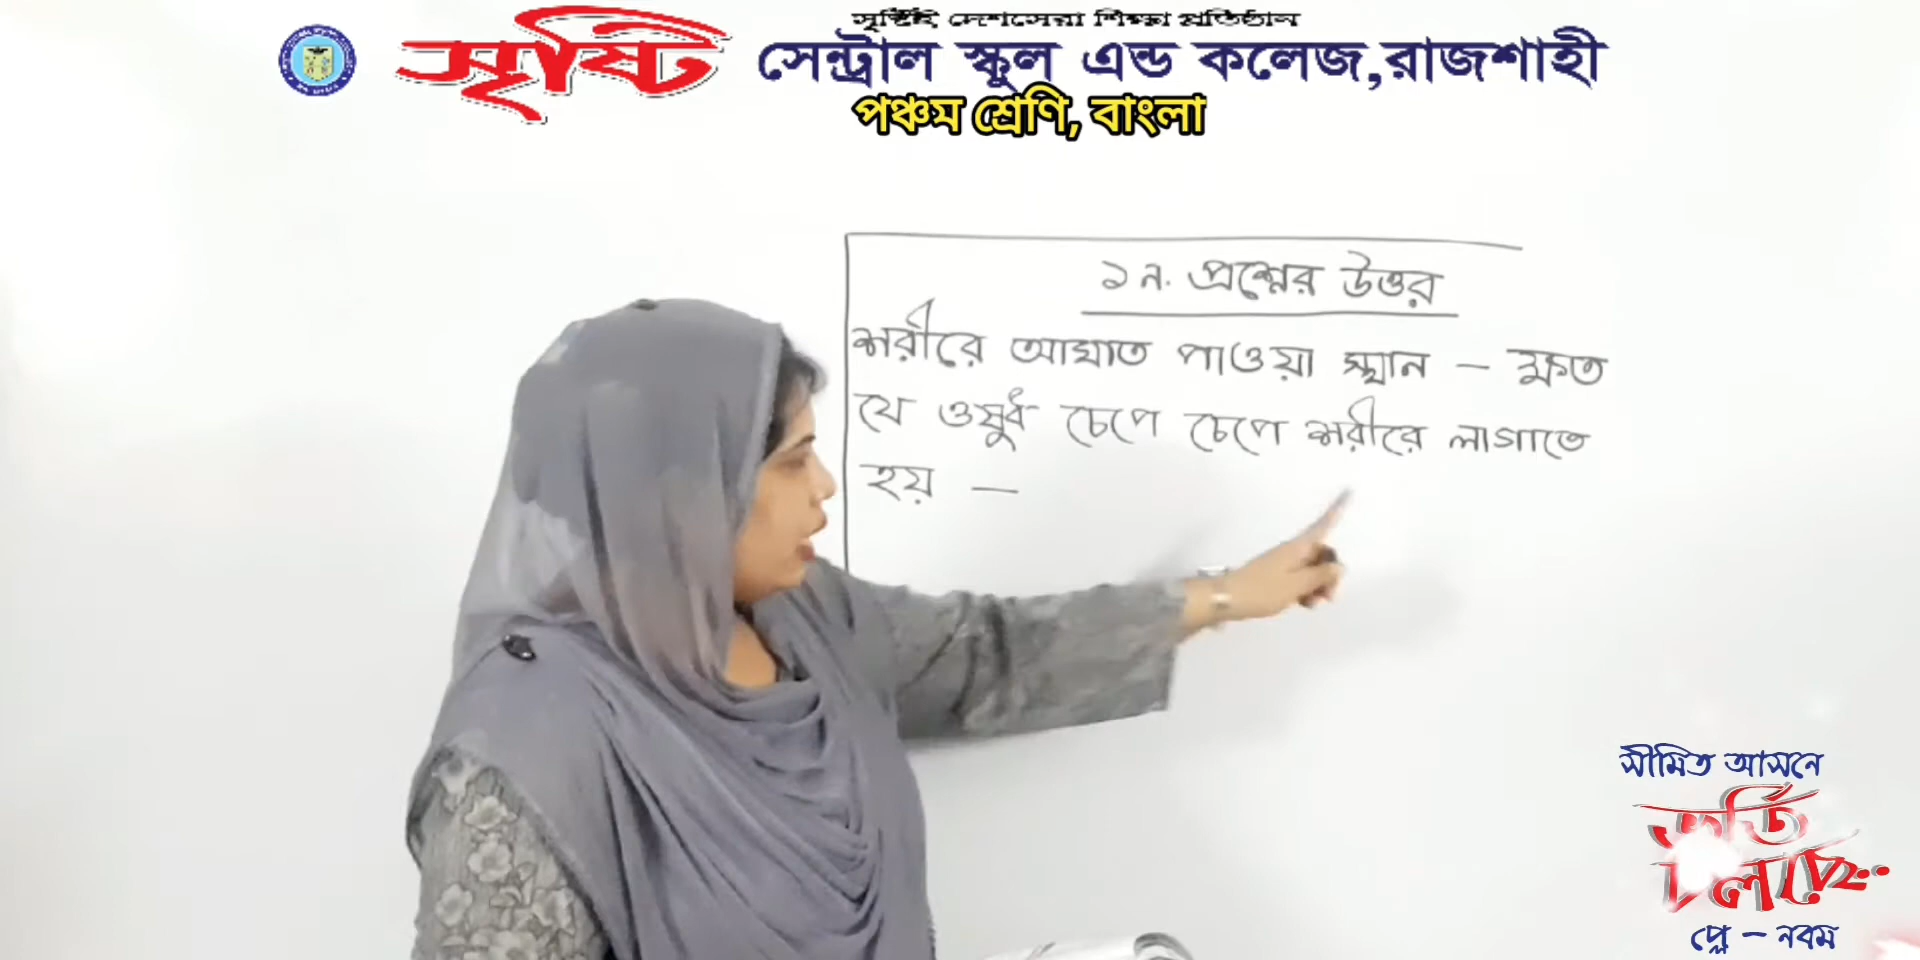 সৃষ্টিই দেশসেরা শিক্ষা প্রতিষ্ঠান
সৃষ্টি সেন্ট্রাল স্কুল এন্ড কলেজ,রাজশাহী
পঞ্চম শ্রেণি, বাংলা
১ ন. প্রশ্নের উত্তর
শরীরে আঘাত পাওয়া স্থান – ক্ষত
যে ওষুধ চেপে চেপে শরীরে লাগাতে
হয় –
সীমিত আসনে
ভর্তি
চলছে..
প্লে – নবম